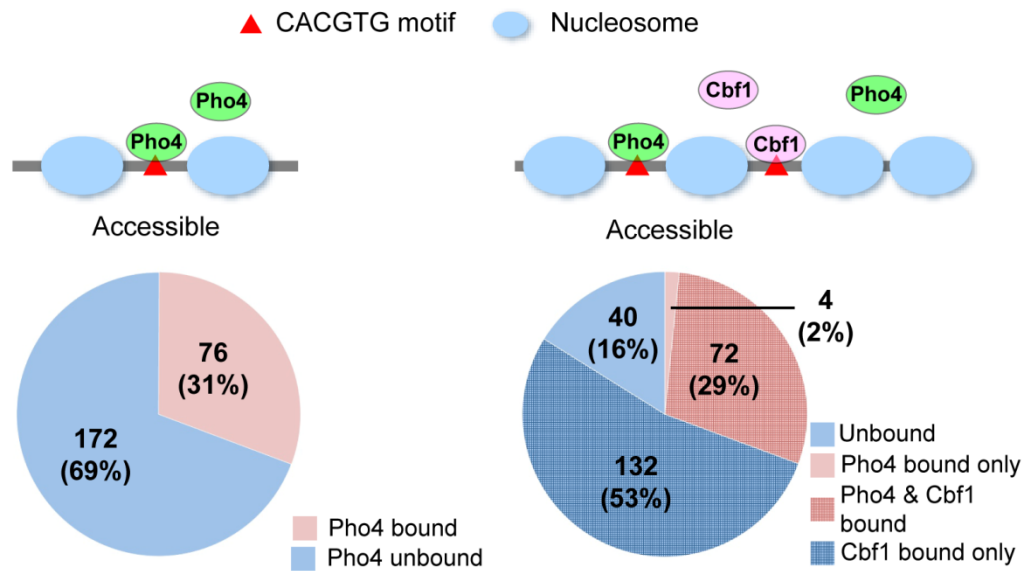 CACGTG motif
Nucleosome
Pho4
Pho4
Accessible
76
(31%)
172
(69%)
Pho4 bound
Pho4 unbound
Cbf1
Pho4
Pho4
Cbf1
Accessible
4
(2%)
40
(16%)
72
(29%)
132
(53%)
Unbound
Pho4 bound only
Pho4 & Cbf1
bound
Cbf1 bound only